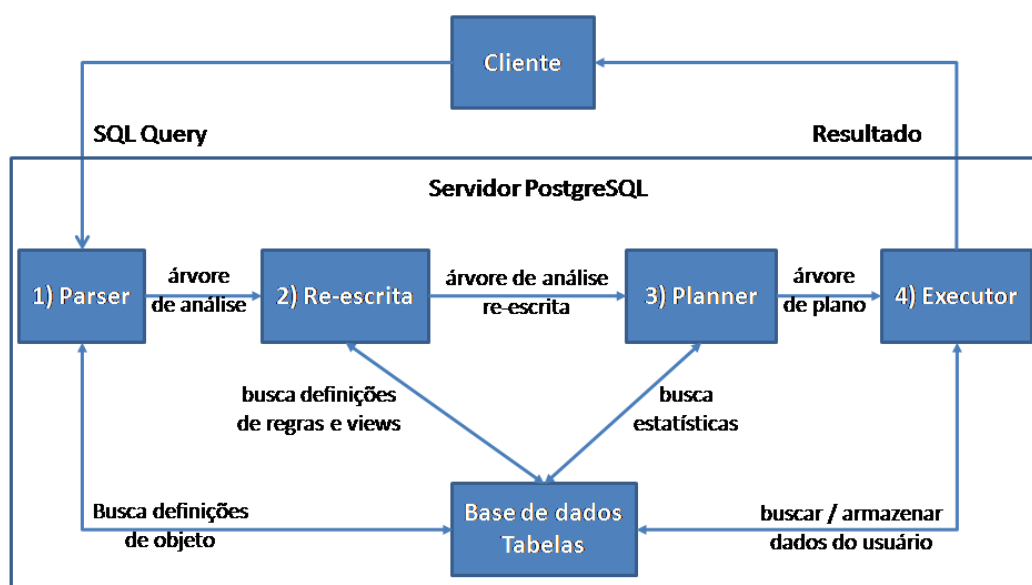 Cliente
SQL Query
Resultado
Servidor PostgreSQL
1) Parser
árvore
de análise
2) Re-escrita
árvore de análise
re-escrita
3) Planner
árvore
de plano
4) Executor
busca definições
de regras e views
busca
estatísticas
Busca definições
de objeto
Base de dados
Tabelas
buscar / armazenar
dados do usuário